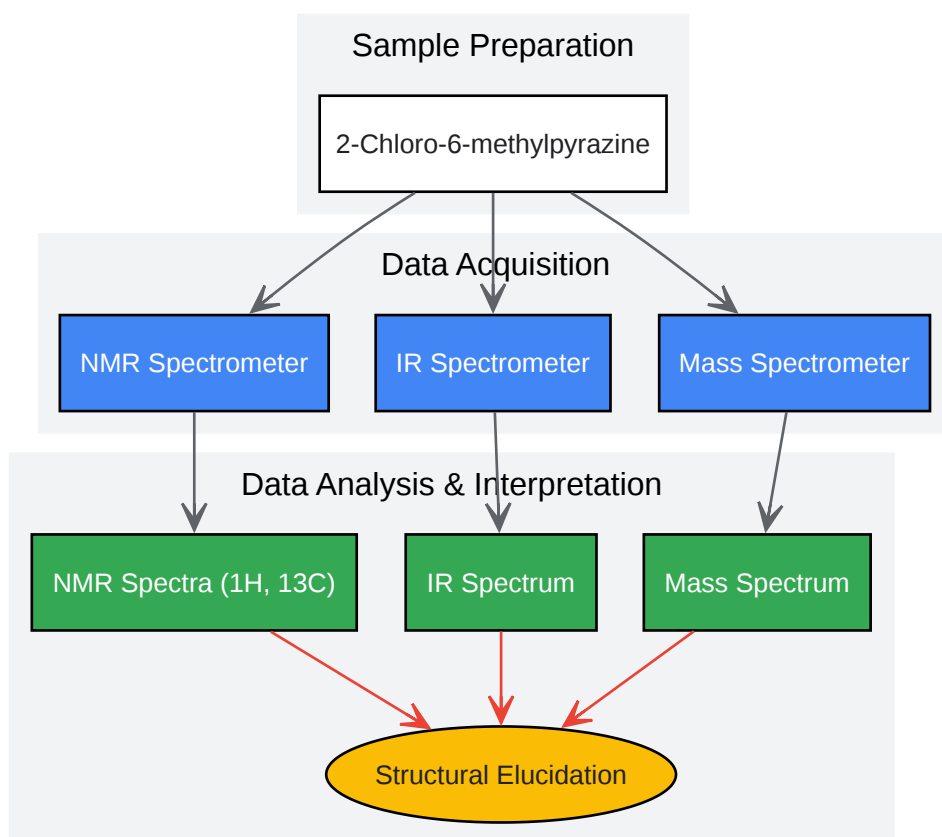 Sample Preparation
2-Chloro-6-methylpyrazine
Data Acquisition
NMR Spectrometer
IR Spectrometer
Mass Spectrometer
Data Analysis & Interpretation
NMR Spectra (1H, 13C)
IR Spectrum
Mass Spectrum
Structural Elucidation